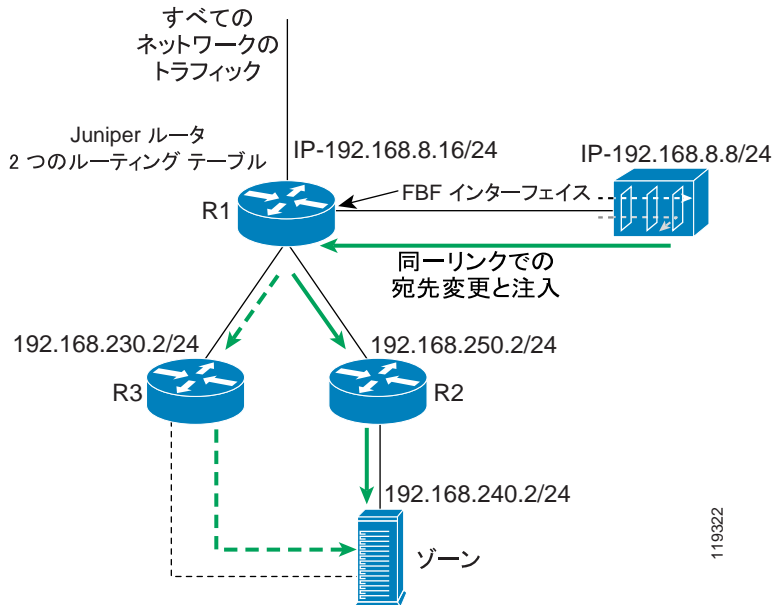 すべての
ネットワークの
トラフィック
Juniper ルータ
2 つのルーティング テーブル
IP-192.168.8.16/24
IP-192.168.8.8/24
FBF インターフェイス
R1
同一リンクでの
宛先変更と注入
192.168.230.2/24
192.168.250.2/24
R3
R2
192.168.240.2/24
ゾーン
119322